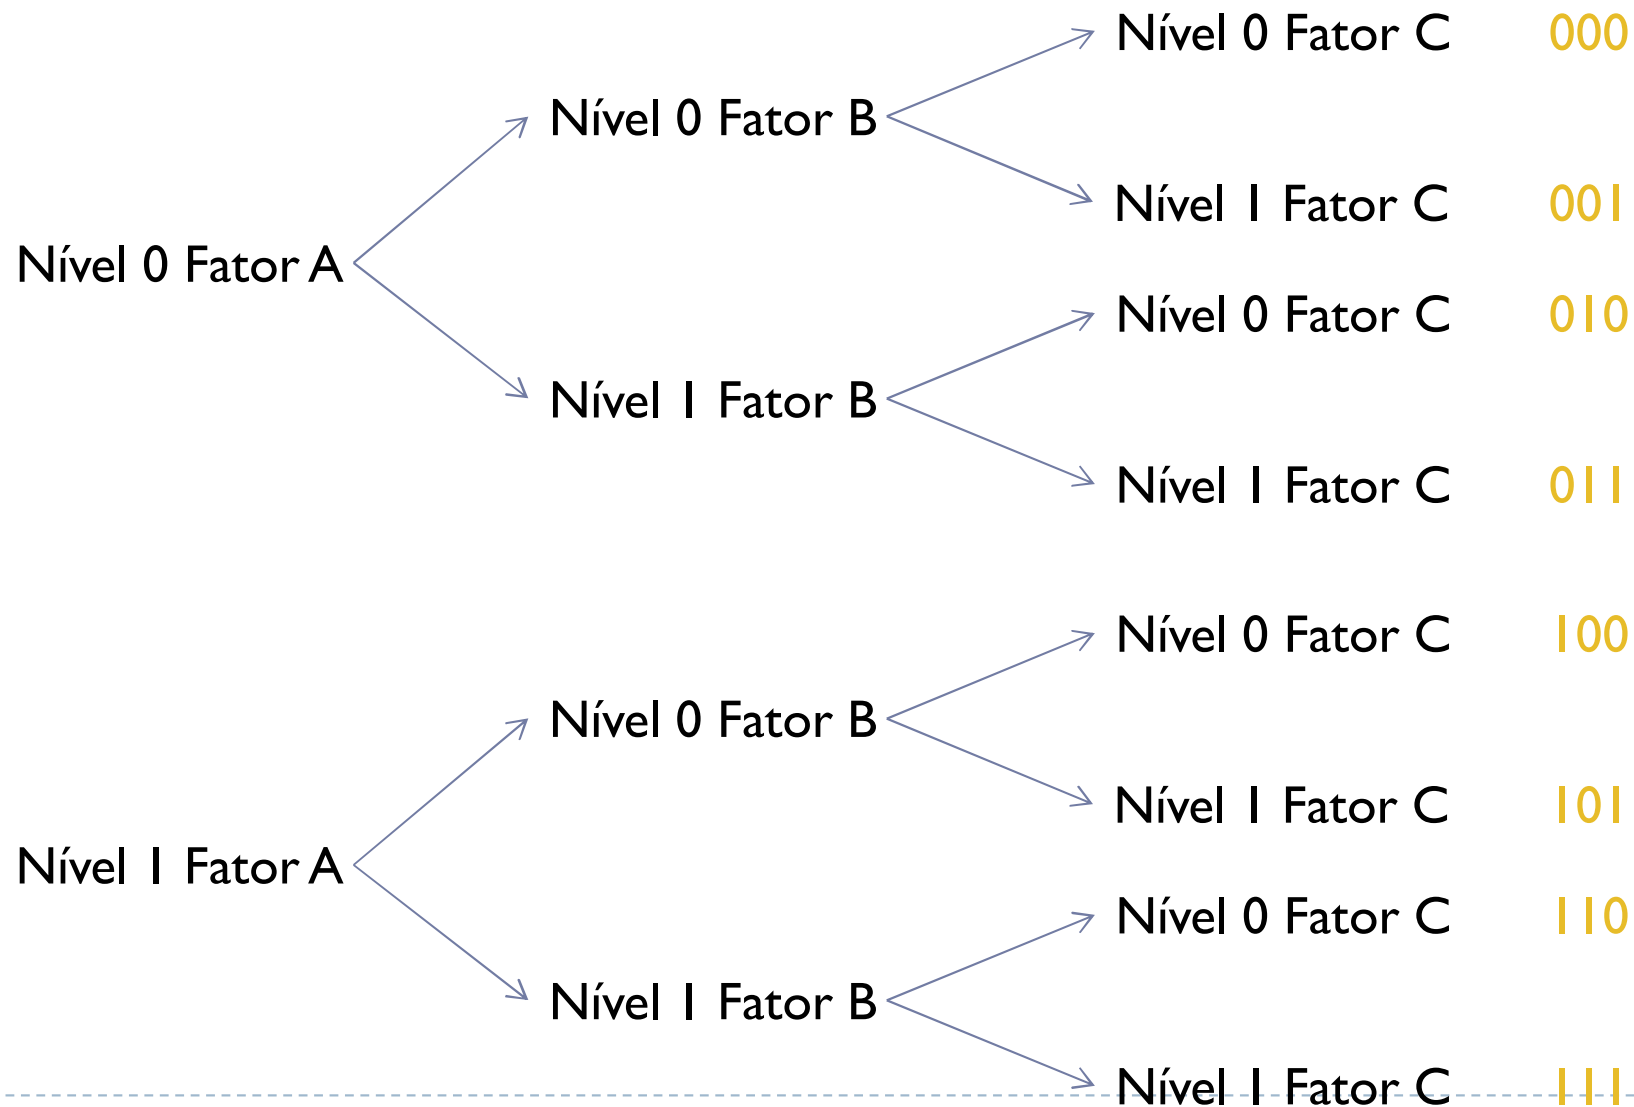 Nível 0 Fator C 000
Nível 0 Fator B
Nível 1 Fator C 001
Nível 0 Fator A
Nível 0 Fator C 010
Nível 1 Fator B
Nível 1 Fator C 011
Nível 0 Fator C 100
Nível 0 Fator B
Nível 1 Fator C 101
Nível 1 Fator A
Nível 0 Fator C 110
Nível 1 Fator B
Nível 1 Fator C 111